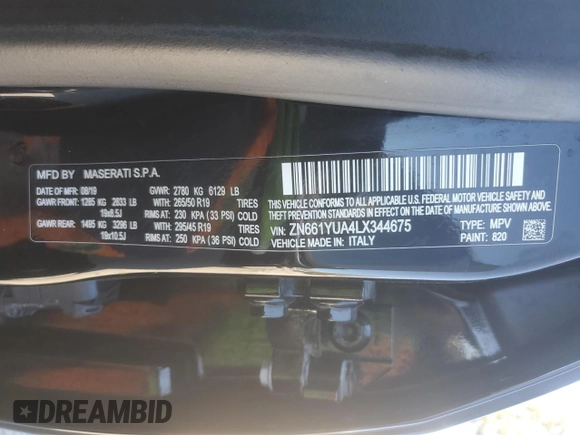 MFD BY MASERATI S.P.A.
DATE OF MFR: 08/19 GVWR: 2780 KG 6129 LB
GAWR FRONT: 1285 KG 2833 LB WITH 265/50 R19 TIRES
19x8.5J RIMS AT: 230 KPA (33 PSI) COLD
GAWR REAR: 1495 KG 3296 LB WITH 295/45 R19 TIRES
19x10.5J RIMS AT: 250 KPA (36 PSI) COLD
THIS VEHICLE CONFORMS TO ALL APPLICABLE U.S. FEDERAL MOTOR VEHICLE SAFETY AND THEFT PREVENTION STANDARDS IN EFFECT ON THE DATE OF MANUFACTURE SHOWN ABOVE
VIN: ZN661YUA4LX344675 TYPE: MPV
VEHICLE MADE IN: ITALY PAINT: 820
DREAMBID